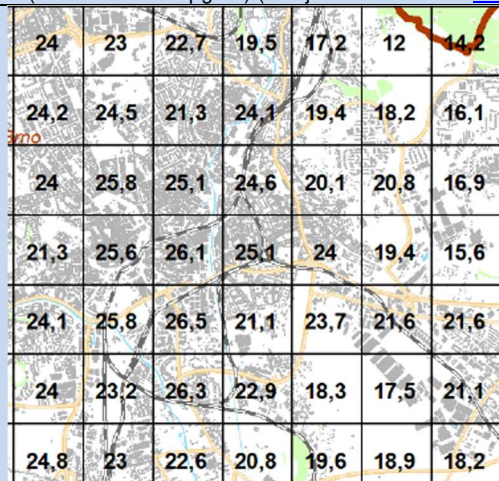 24 23 22,7 19,5 17,2 12 14,2
24,2 24,5 21,3 24,1 19,4 18,2 16,1
Brno
24 25,8 25,1 24,6 20,1 20,8 16,9
21,3 25,6 26,1 25,1 24 19,4 15,6
24,1 25,8 26,5 21,1 23,7 21,6 21,6
24 23,2 26,3 22,9 18,3 17,5 21,1
24,8 23 22,6 20,8 19,6 18,9 18,2